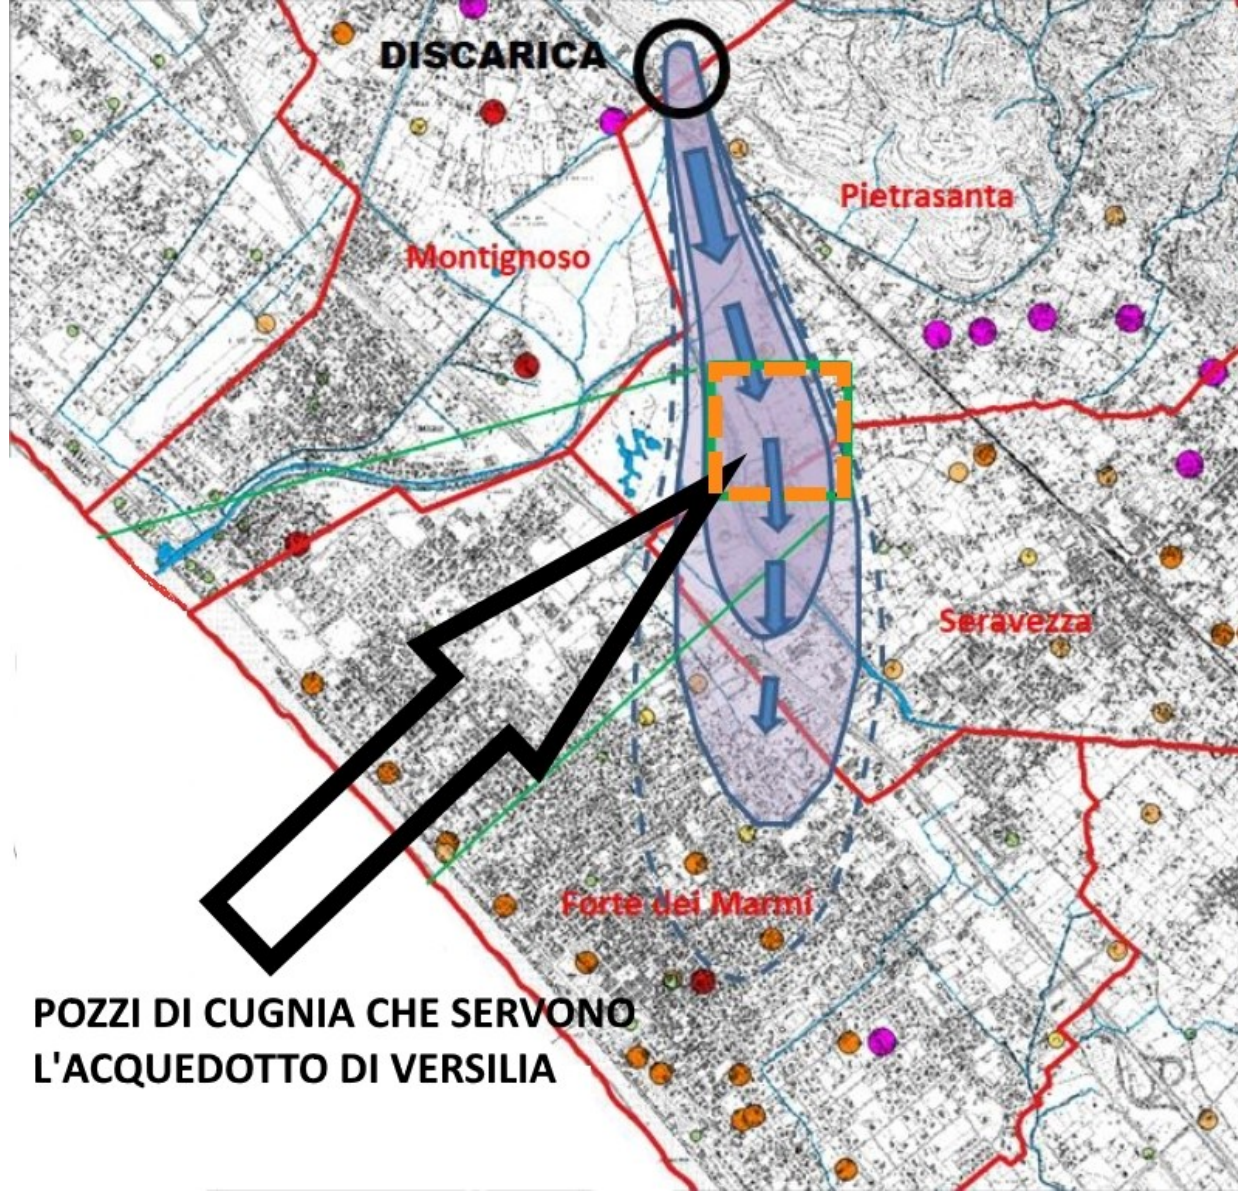 DISCARICA
Pietrasanta
Montignoso
Seravezza
Forte dei Marmi
POZZI DI CUGNIA CHE SERVONO
L'ACQUEDOTTO DI VERSILIA